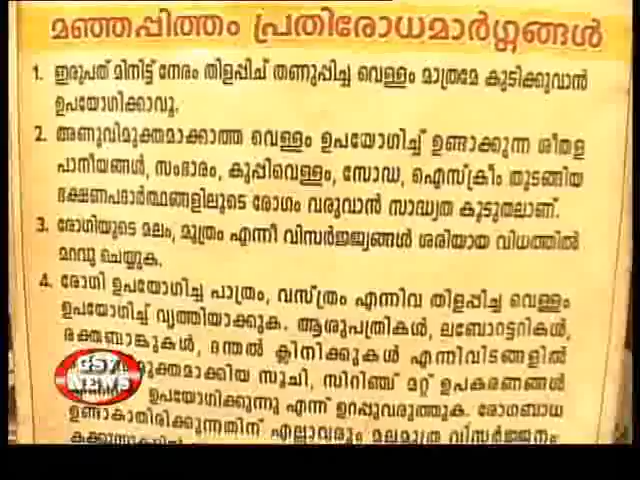 മഞ്ഞപ്പിത്തം പ്രതിരോധമാർഗ്ഗങ്ങൾ
1. ഇരുപത് മിനിട്ട് നേരം തിളപ്പിച് തണുപ്പിച്ച വെള്ളം മാത്രമേ കുടിക്കുവാൻ
ഉപയോഗിക്കാവൂ.
2. അണുവിമുക്തമാക്കാത്ത വെള്ളം ഉപയോഗിച്ച് ഉണ്ടാക്കുന്ന ശീതള
പാനീയങ്ങൾ, സംഭാരം, കുപ്പിവെള്ളം, സോഡ, ഐസ്ക്രീം തുടങ്ങിയ
ഭക്ഷണപദാർത്ഥങ്ങളിലൂടെ രോഗം വരുവാൻ സാദ്ധ്യത കൂടുതലാണ്.
3. രോഗിയുടെ മലം, മൂത്രം എന്നീ വിസർജ്ജ്യങ്ങൾ ശരിയായ വിധത്തിൽ
മറവു ചെയ്യുക.
4. രോഗി ഉപയോഗിച്ച പാത്രം, വസ്ത്രം എന്നിവ തിളപ്പിച്ച വെള്ളം
ഉപയോഗിച്ച് വൃത്തിയാക്കുക. ആശുപത്രികൾ, ലബോറട്ടറികൾ,
രക്തബാങ്കുകൾ, ദന്തൽ ക്ലിനിക്കുകൾ എന്നിവിടങ്ങളിൽ
സൂചി, സിറിഞ്ച് മറ്റ് ഉപകരണങ്ങൾ
ഉപയോഗിക്കുന്നു എന്ന് ഉറപ്പുവരുത്തുക. രോഗബാധ
ഉണ്ടാകാതിരിക്കുന്നതിന് എല്ലാവരും മലമൂത്ര വിസർജ്ജനം
NEWS